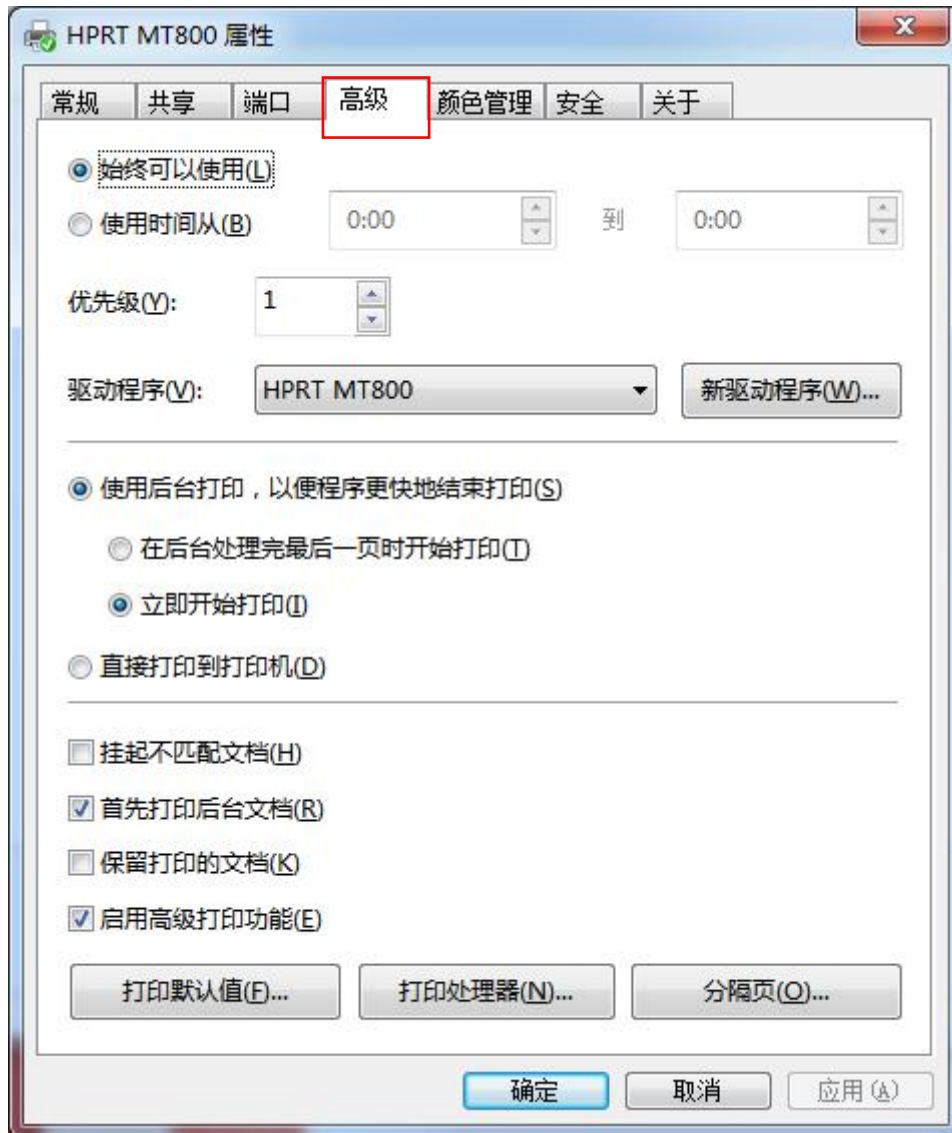 HPRT MT800 属性
常规 共享 端口 高级 颜色管理 安全 关于
始终可以使用(L)
使用时间从(B) 0:00 到 0:00
优先级(Y): 1
驱动程序(V): HPRT MT800 新驱动程序(W)...
使用后台打印，以便程序更快地结束打印(S)
在后台处理完最后一页时开始打印(T)
立即开始打印(I)
直接打印到打印机(D)
挂起不匹配文档(H)
首先打印后台文档(R)
保留打印的文档(K)
启用高级打印功能(E)
打印默认值(F)... 打印处理器(N)... 分隔页(O)...
确定 取消 应用(A)